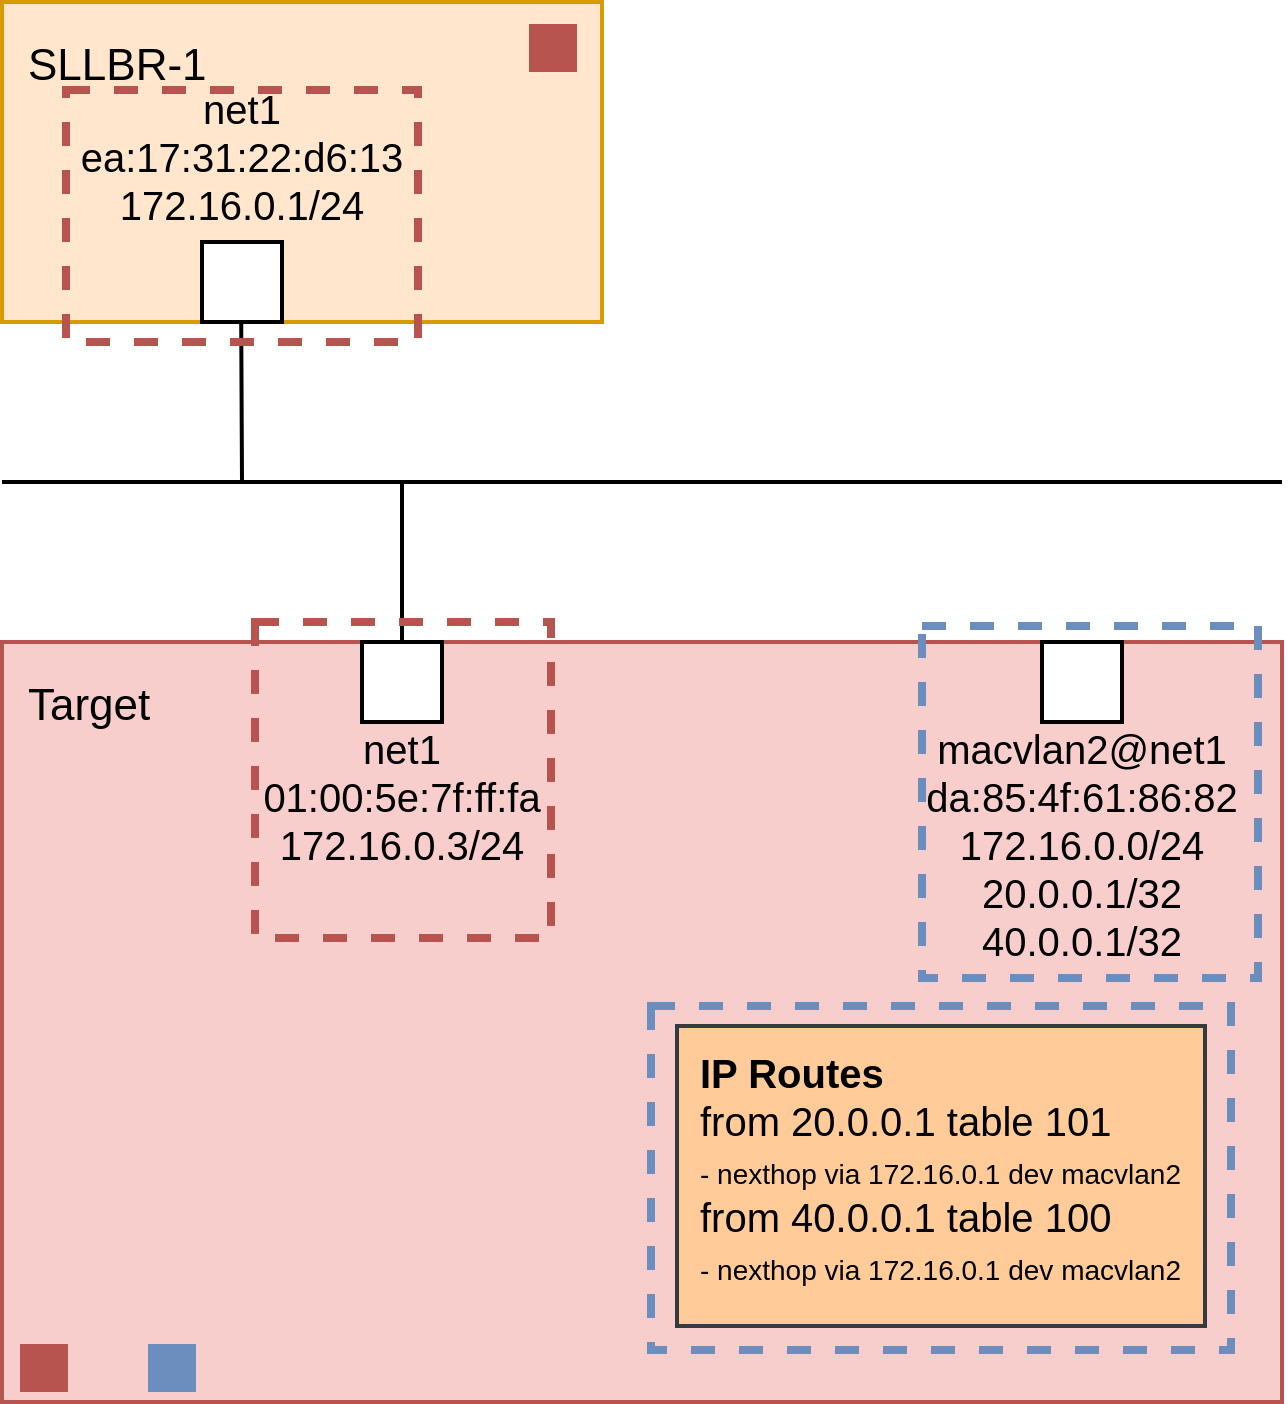 SLLBR-1
net1
ea:17:31:22:d6:13
172.16.0.1/24
Target
net1
01:00:5e:7f:ff:fa
172.16.0.3/24
macvlan2@net1
da:85:4f:61:86:82
172.16.0.0/24
20.0.0.1/32
40.0.0.1/32
IP Routes
from 20.0.0.1 table 101
- nexthop via 172.16.0.1 dev macvlan2
from 40.0.0.1 table 100
- nexthop via 172.16.0.1 dev macvlan2